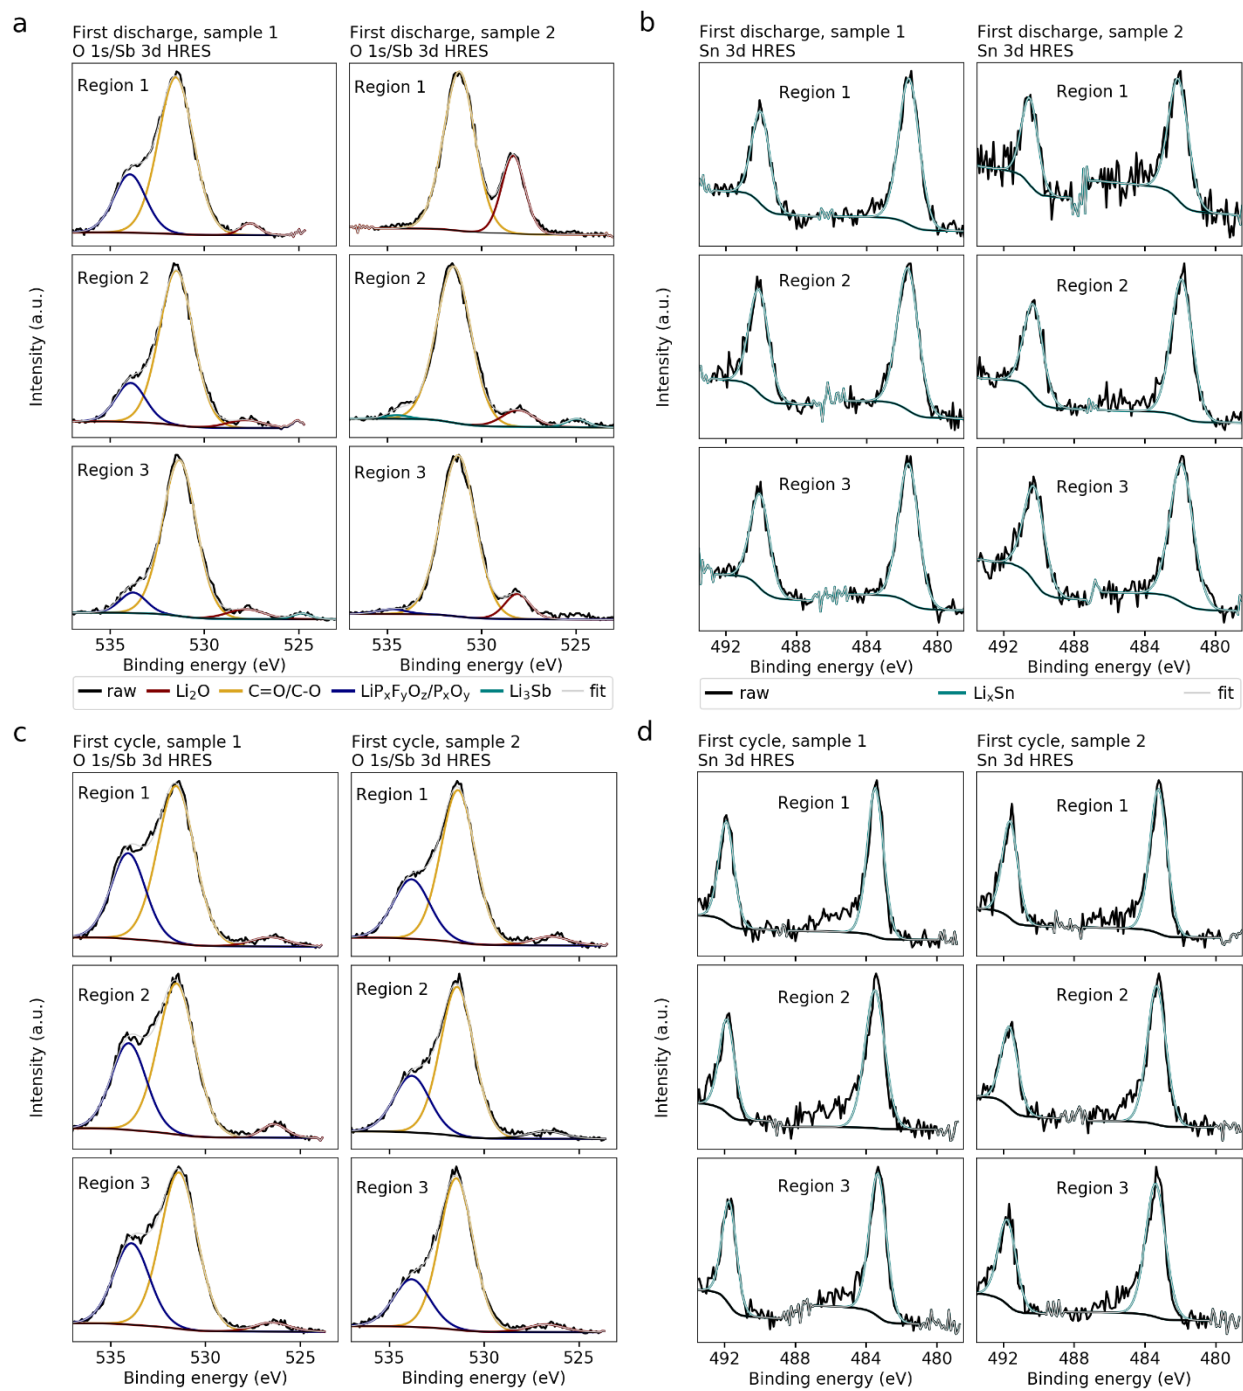 a
First discharge, sample 1
O 1s/Sb 3d HRES
First discharge, sample 2
O 1s/Sb 3d HRES
Region 1
Region 1
Region 2
Region 2
Region 3
Region 3
Intensity (a.u.)
535 530 525
535 530 525
Binding energy (eV)
Binding energy (eV)
raw Li₂O C=O/C-O LiPₓFᵧO_z/PₓOᵧ Li₃Sb fit
b
First discharge, sample 1
Sn 3d HRES
First discharge, sample 2
Sn 3d HRES
Region 1
Region 1
Region 2
Region 2
Region 3
Region 3
Intensity (a.u.)
492 488 484 480
492 488 484 480
Binding energy (eV)
Binding energy (eV)
raw LiₓSn fit
c
First cycle, sample 1
O 1s/Sb 3d HRES
First cycle, sample 2
O 1s/Sb 3d HRES
Region 1
Region 1
Region 2
Region 2
Region 3
Region 3
Intensity (a.u.)
535 530 525
535 530 525
Binding energy (eV)
Binding energy (eV)
d
First cycle, sample 1
Sn 3d HRES
First cycle, sample 2
Sn 3d HRES
Region 1
Region 1
Region 2
Region 2
Region 3
Region 3
Intensity (a.u.)
492 488 484 480
492 488 484 480
Binding energy (eV)
Binding energy (eV)